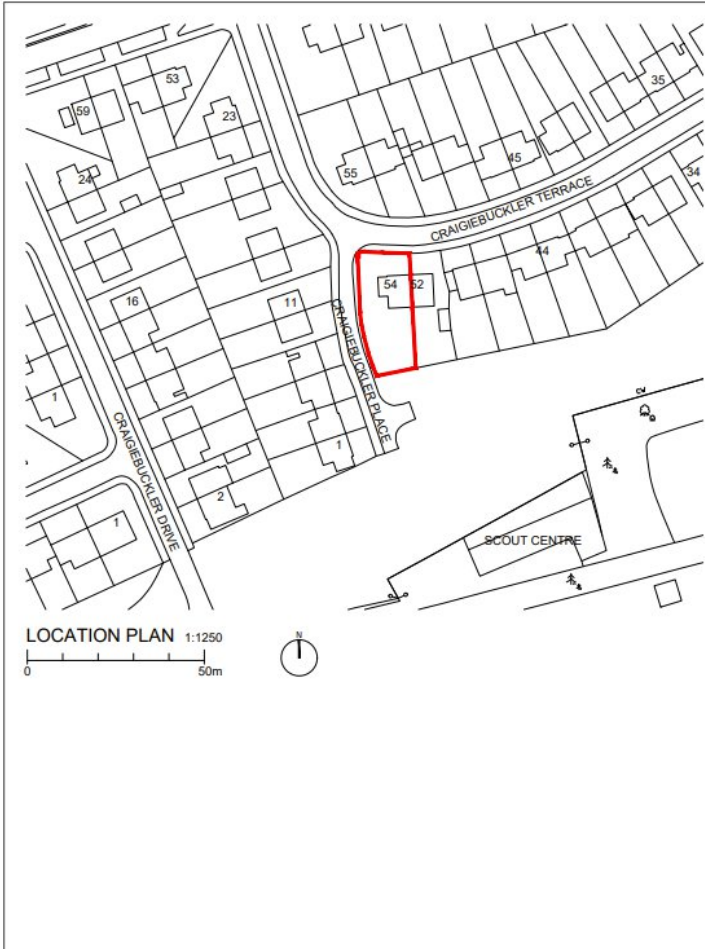 53
59
23
35
24
55
45
34
CRAIGIEBUCKLER TERRACE
44
54
52
16
11
CRAIGIEBUCKLER PLACE
1
1
CRAIGIEBUCKLER DRIVE
2
1
SCOUT CENTRE
LOCATION PLAN 1:1250
N
0 50m